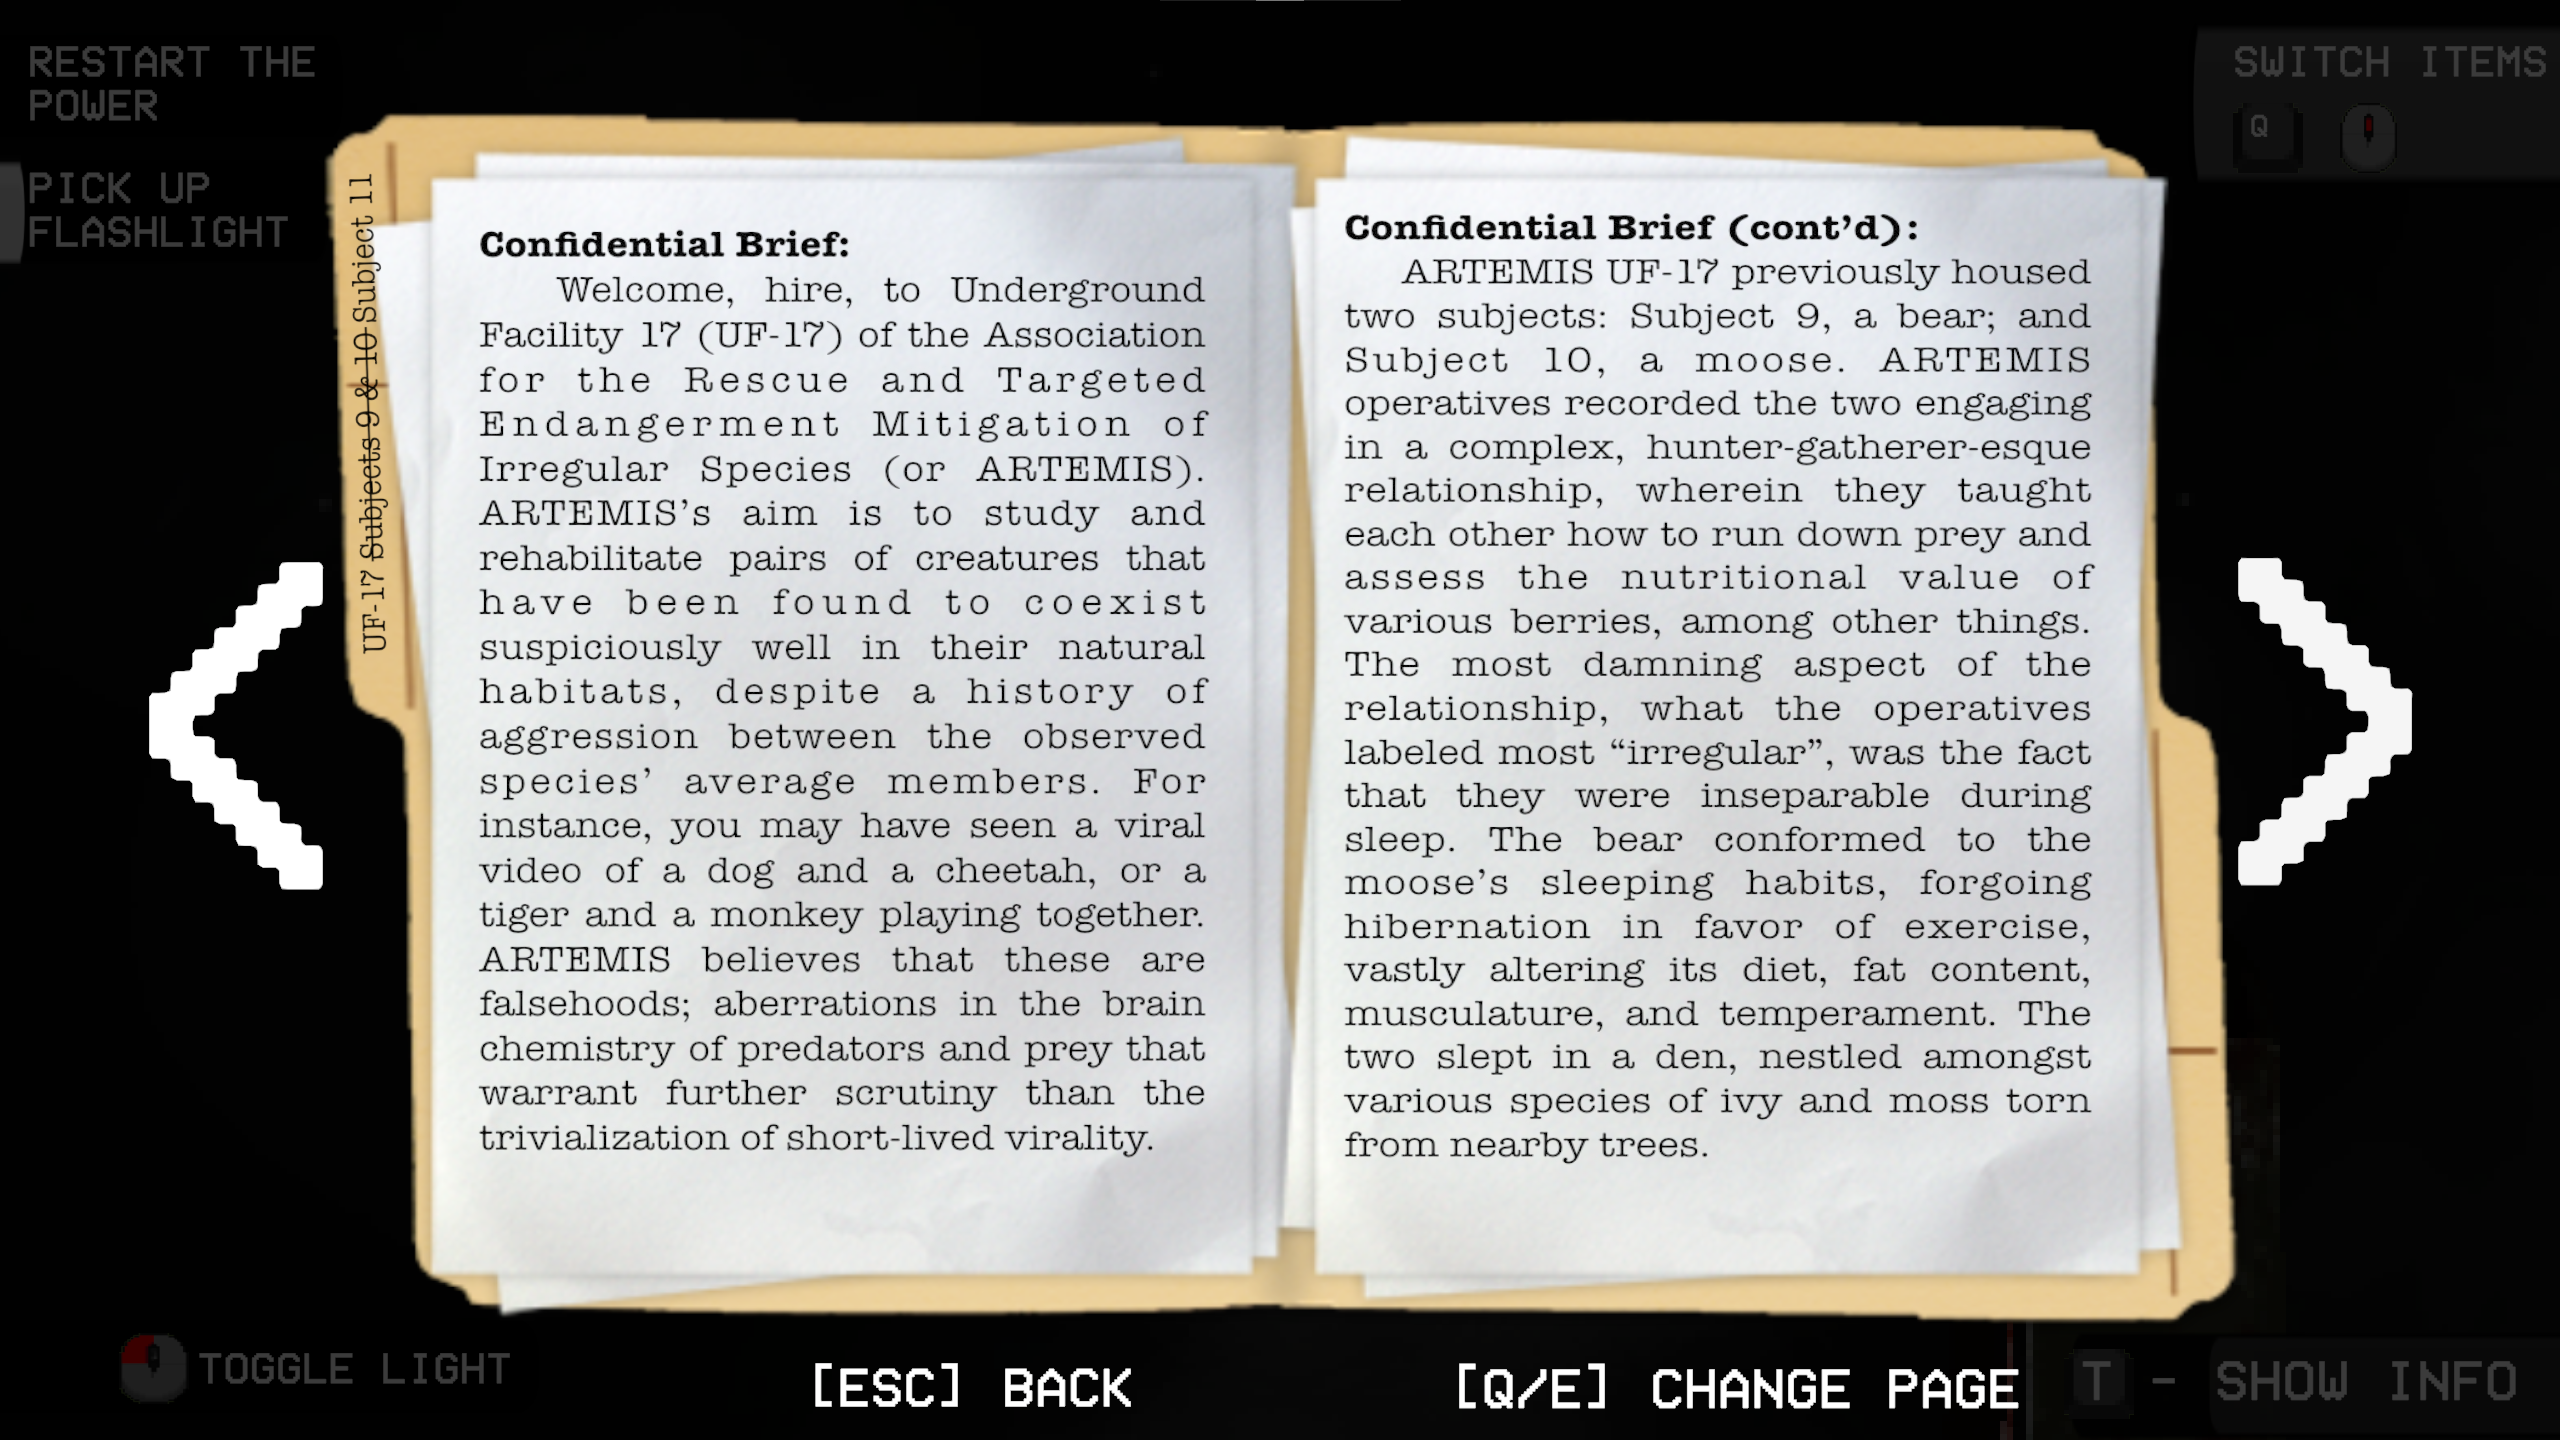 RESTART THE
POWER
PICK UP
FLASHLIGHT
SWITCH ITEMS
Q
UF-17 Subjects 9 & 10 Subject 11
Confidential Brief:
Welcome, hire, to Underground
Facility 17 (UF-17) of the Association
for the Rescue and Targeted
Endangerment Mitigation of
Irregular Species (or ARTEMIS).
ARTEMIS’s aim is to study and
rehabilitate pairs of creatures that
have been found to coexist
suspiciously well in their natural
habitats, despite a history of
aggression between the observed
species’ average members. For
instance, you may have seen a viral
video of a dog and a cheetah, or a
tiger and a monkey playing together.
ARTEMIS believes that these are
falsehoods; aberrations in the brain
chemistry of predators and prey that
warrant further scrutiny than the
trivialization of short-lived virality.
Confidential Brief (cont’d):
ARTEMIS UF-17 previously housed
two subjects: Subject 9, a bear; and
Subject 10, a moose. ARTEMIS
operatives recorded the two engaging
in a complex, hunter-gatherer-esque
relationship, wherein they taught
each other how to run down prey and
assess the nutritional value of
various berries, among other things.
The most damning aspect of the
relationship, what the operatives
labeled most “irregular”, was the fact
that they were inseparable during
sleep. The bear conformed to the
moose’s sleeping habits, forgoing
hibernation in favor of exercise,
vastly altering its diet, fat content,
musculature, and temperament. The
two slept in a den, nestled amongst
various species of ivy and moss torn
from nearby trees.
TOGGLE LIGHT
[ESC] BACK
[Q/E] CHANGE PAGE
T - SHOW INFO